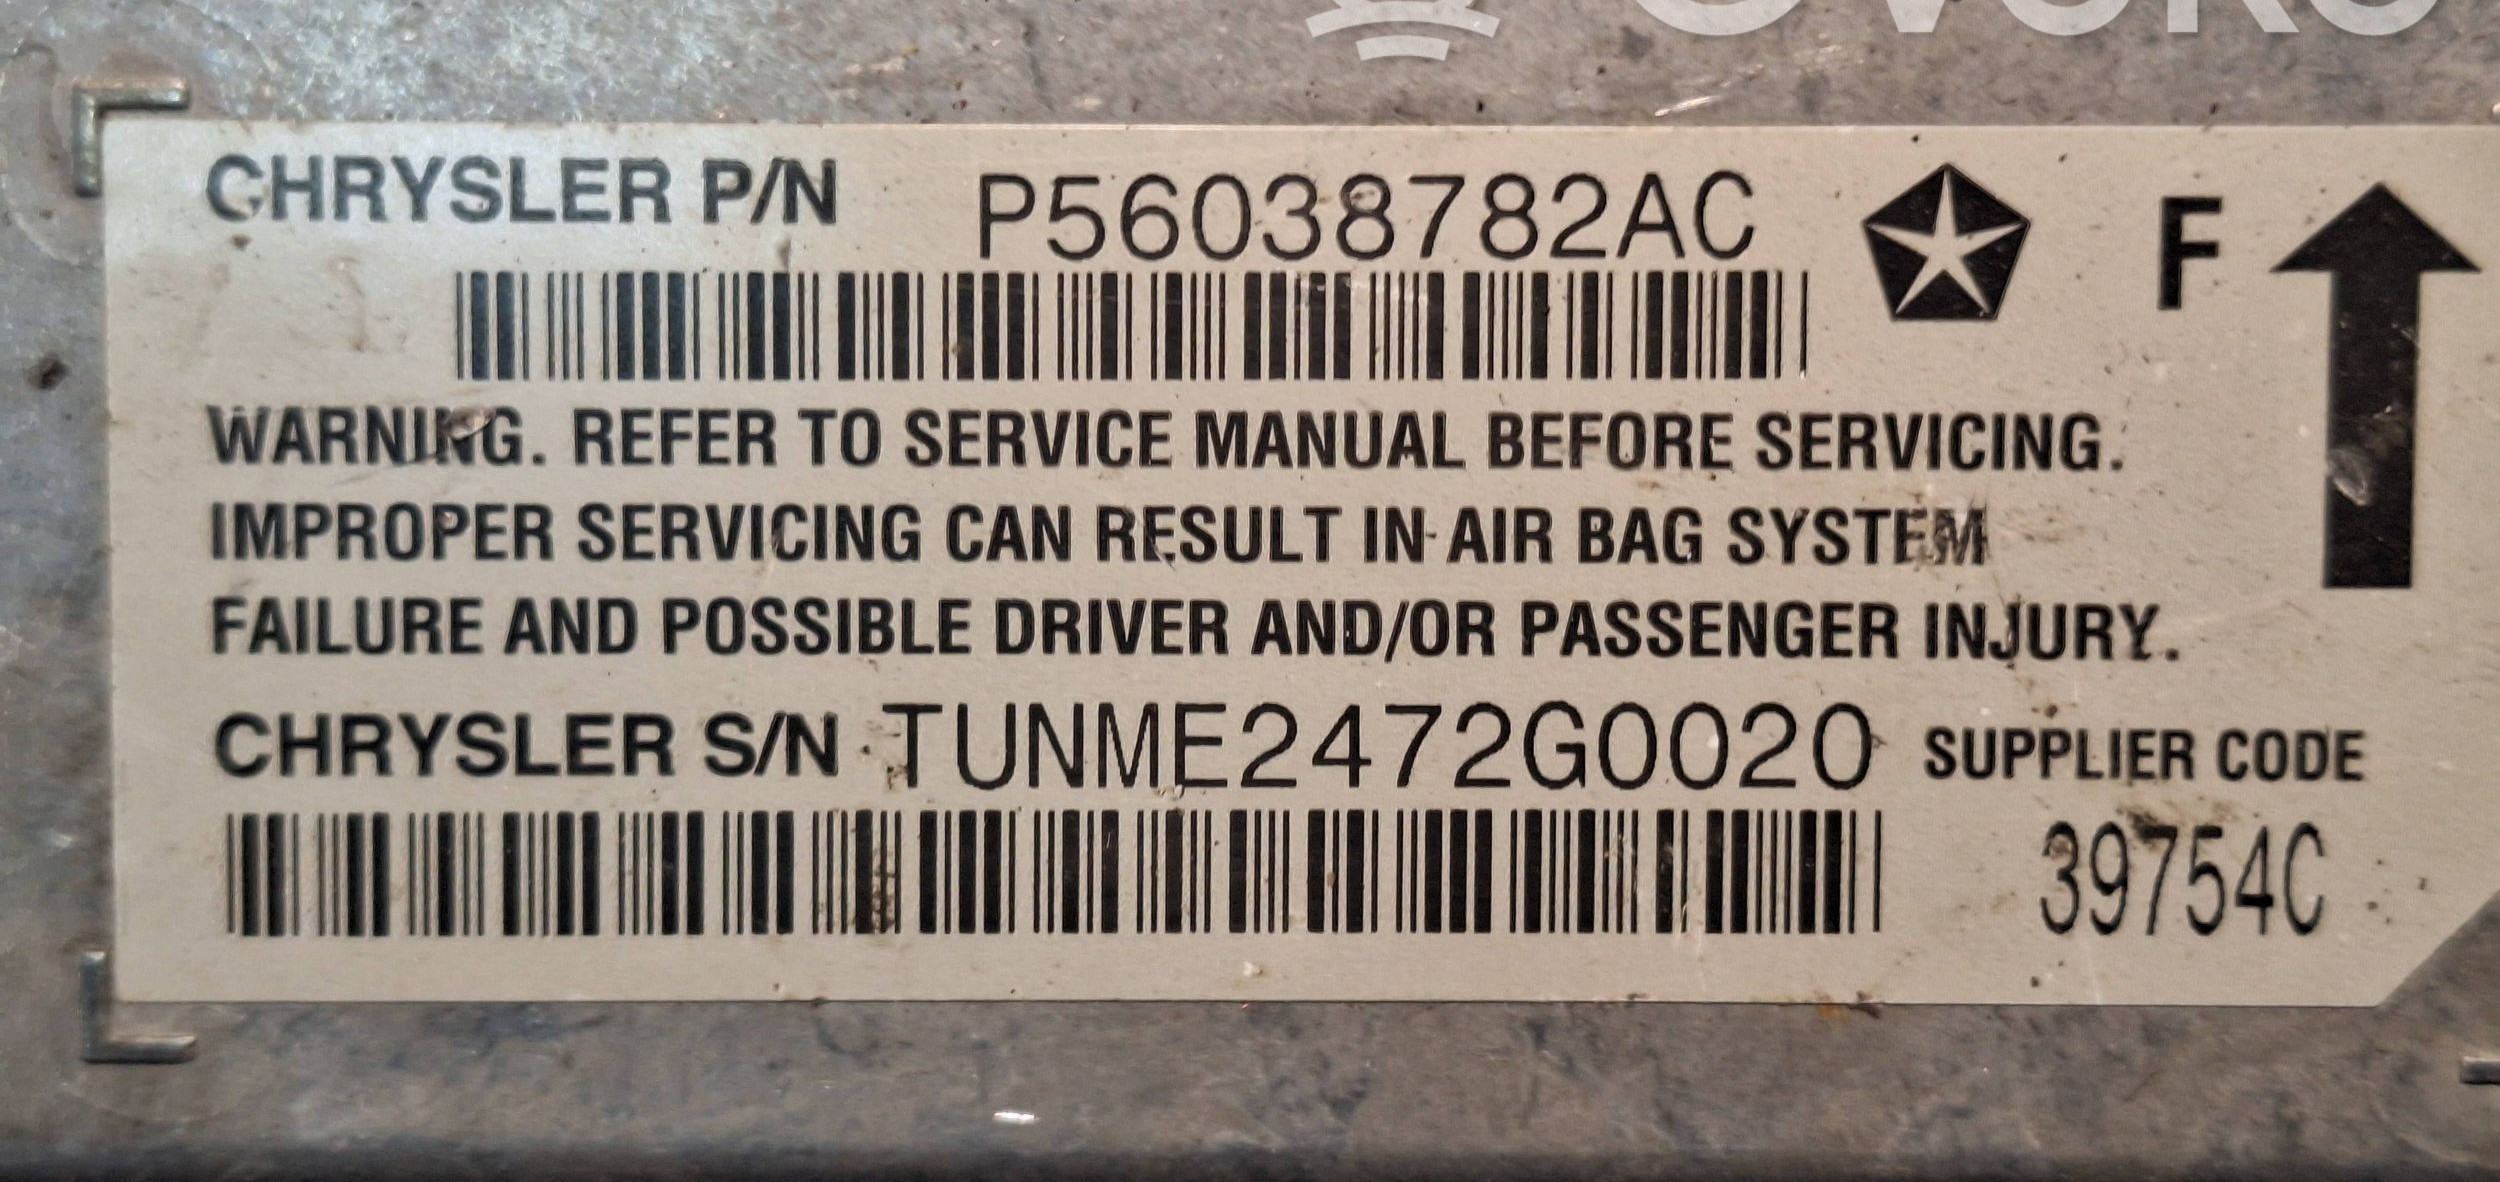 CHRYSLER P/N P56038782AC F
WARNING. REFER TO SERVICE MANUAL BEFORE SERVICING.
IMPROPER SERVICING CAN RESULT IN AIR BAG SYSTEM
FAILURE AND POSSIBLE DRIVER AND/OR PASSENGER INJURY.
CHRYSLER S/N TUNME2472G0020 SUPPLIER CODE
39754C